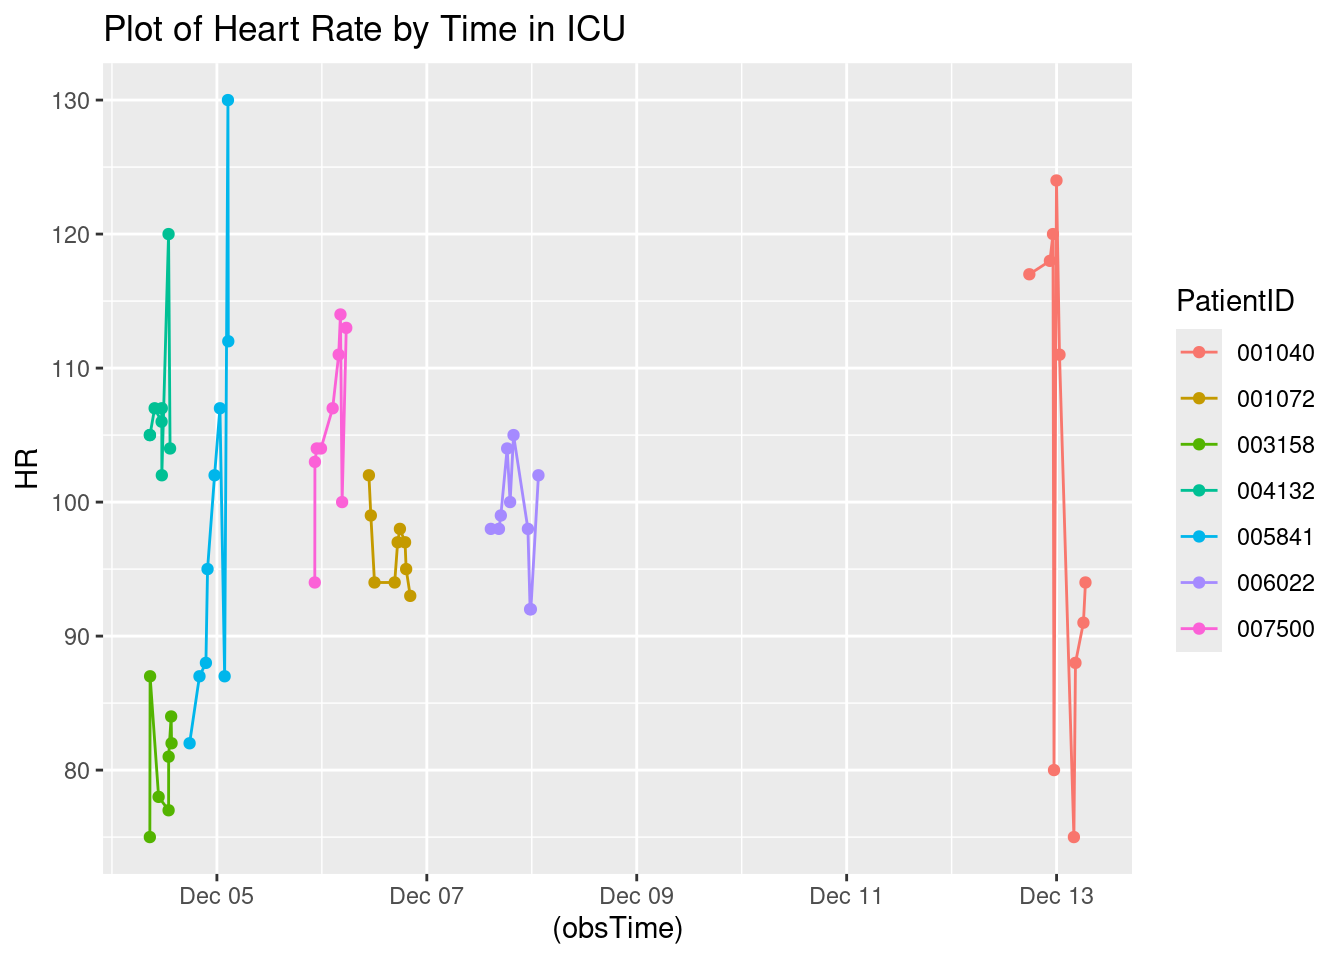 Plot of Heart Rate by Time in ICU
130
120
110
100
90
80
HR
Dec 05
Dec 07
Dec 09
Dec 11
Dec 13
(obsTime)
PatientID
001040
001072
003158
004132
005841
006022
007500